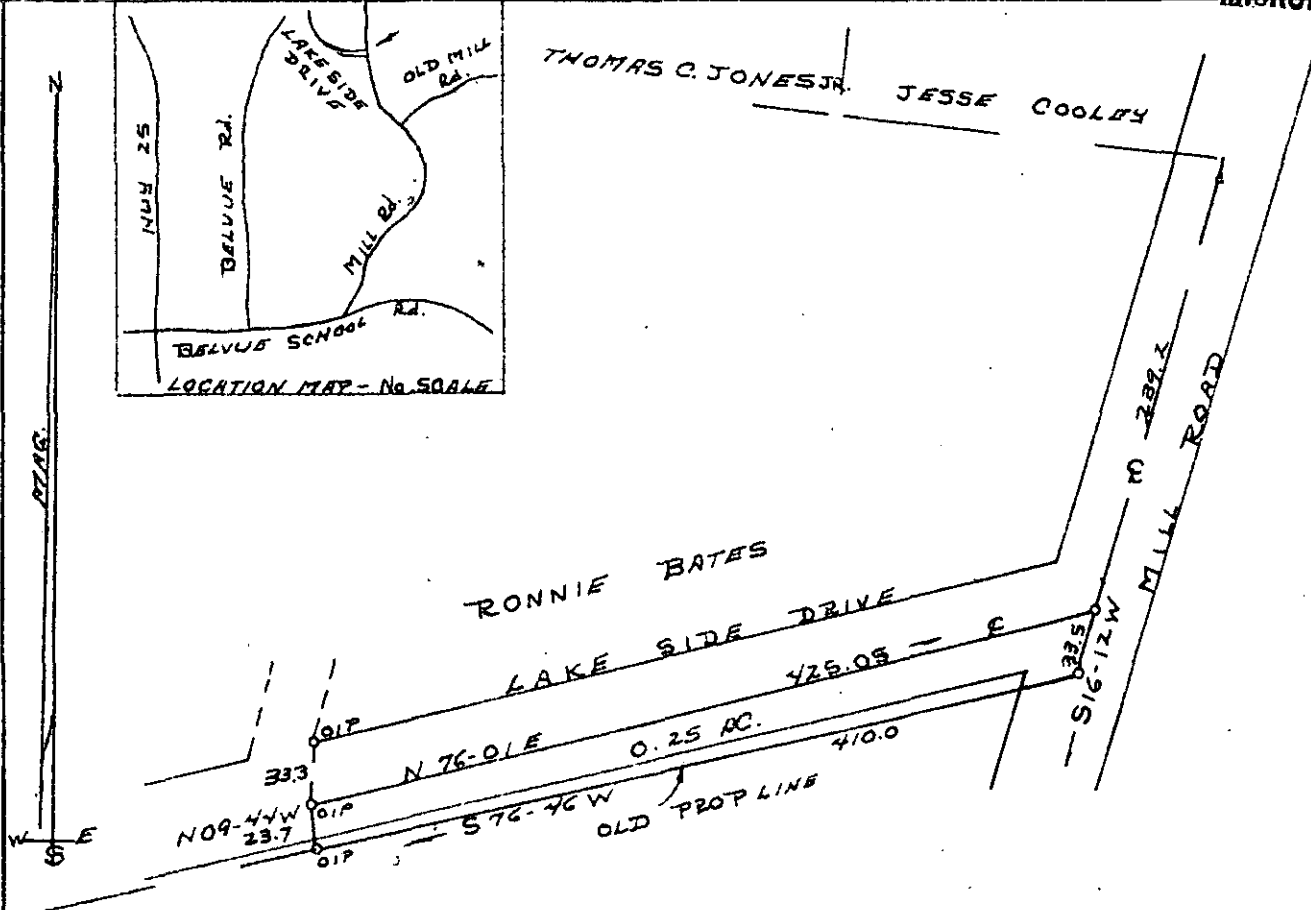 LAKE SIDE
DRIVE
OLD MILL
Rd.
HWY 25
BELVUE Rd.
MILL Rd.
BELVUE SCHOOL Rd.
LOCATION MAP - No SCALE
THOMAS C. JONES JR.
JESSE COOLEY
N
MAG.
W
E
S
239.2
MILL ROAD
RONNIE BATES
LAKE SIDE DRIVE
425.05
33.5
S16-12W
OIP
33.3
N 76-01 E
0.25 AC.
410.0
N09-44W
23.7
OIP
S 76-46 W
OLD PROP LINE
OIP